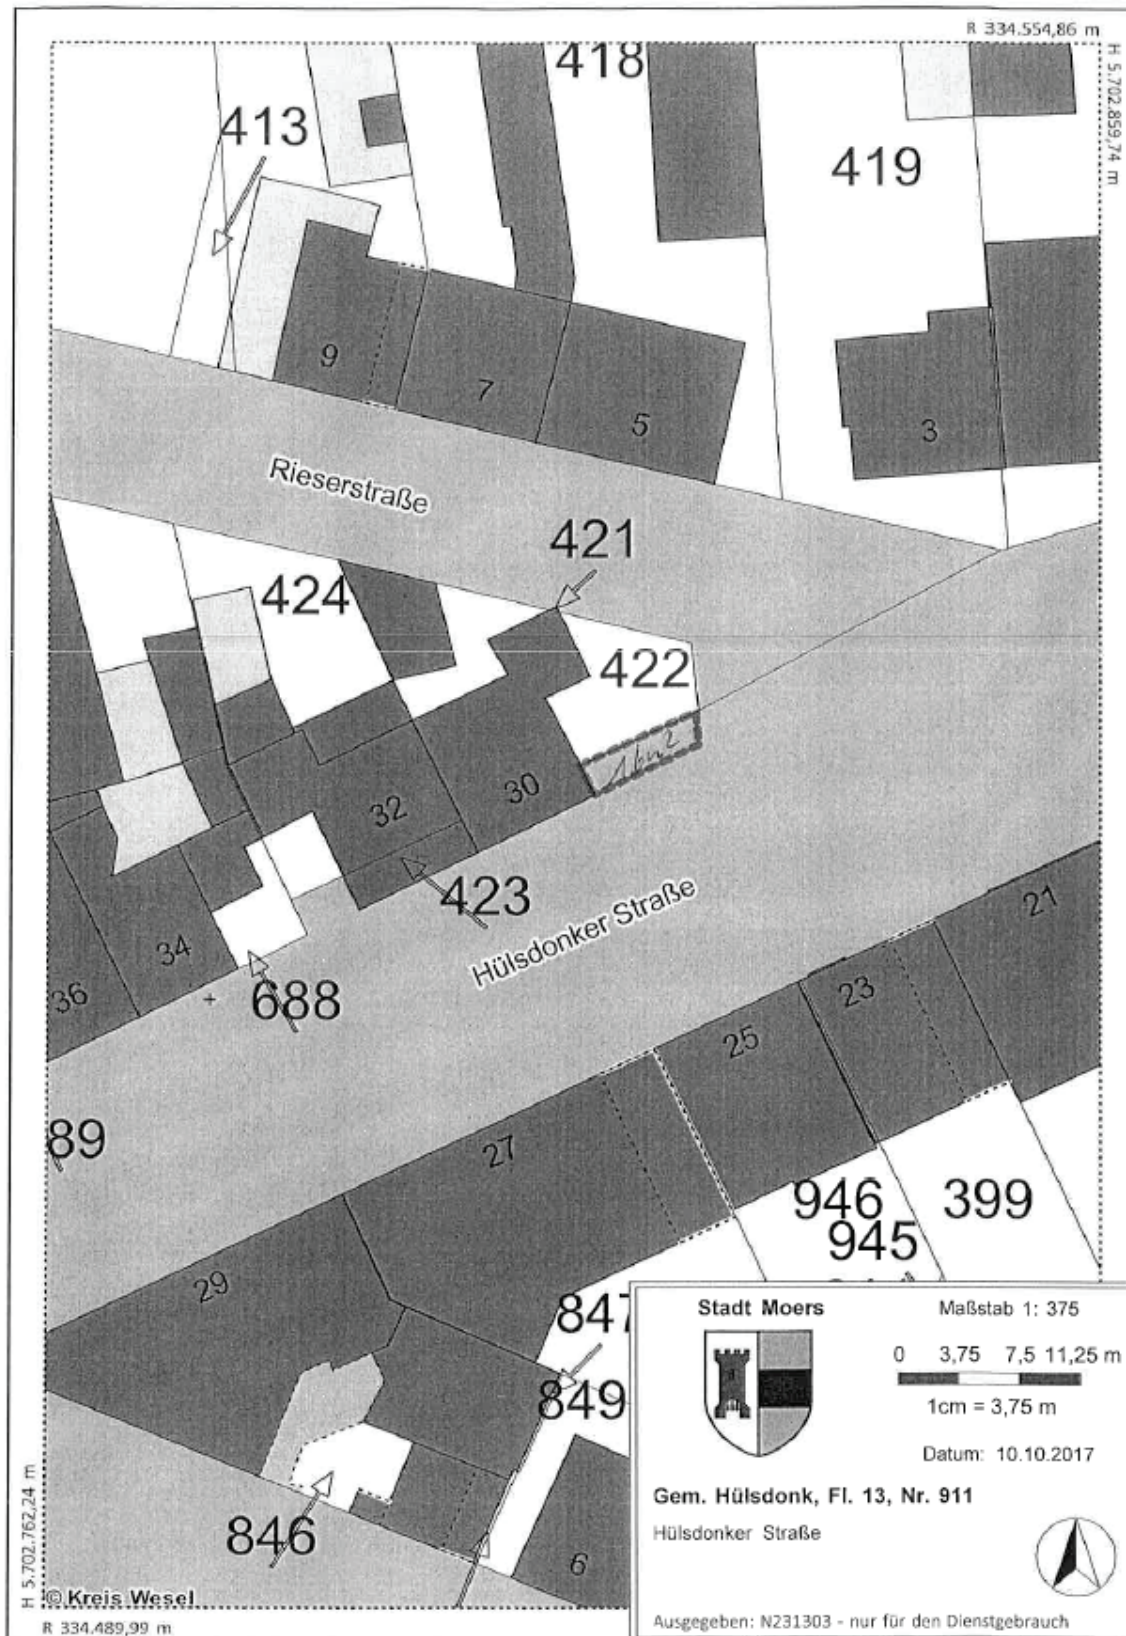 R 334.554,86 m
H 5.702.859,74 m
418
413
419
9
7
5
3
Rieserstraße
421
424
422
16m2
30
32
423
Hülsdonker Straße
21
34
36
688
23
25
89
27
946
399
945
29
847
849
846
6
Stadt Moers
Maßstab 1: 375
0 3,75 7,5 11,25 m
1cm = 3,75 m
Datum: 10.10.2017
Gem. Hülsdonk, Fl. 13, Nr. 911
Hülsdonker Straße
Ausgegeben: N231303 - nur für den Dienstgebrauch
H 5.702.762,24 m
© Kreis Wesel
R 334.489,99 m